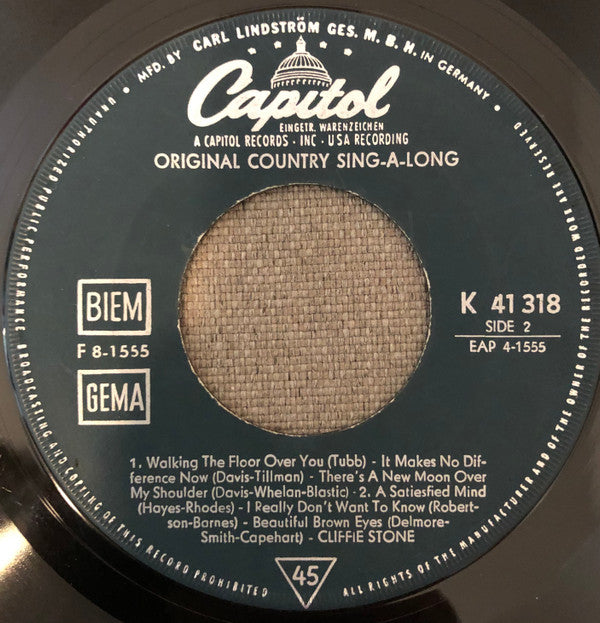 MFD. BY CARL LINDSTRÖM GES. M. B. H. IN GERMANY
Capitol
EINGETR. WARENZEICHEN
A CAPITOL RECORDS - INC - USA RECORDING
ORIGINAL COUNTRY SING-A-LONG
BIEM
F 8-1555
GEMA
K 41 318
SIDE 2
EAP 4-1555
1. Walking The Floor Over You (Tubb) - It Makes No Dif-
ference Now (Davis-Tillman) - There's A New Moon Over
My Shoulder (Davis-Whelan-Blastic) - 2. A Satiesfied Mind
(Hayes-Rhodes) - I Really Don't Want To Know (Robert-
son-Barnes) - Beautiful Brown Eyes (Delmore-
Smith-Capehart) - CLIFFIE STONE
45
ALL RIGHTS OF THE MANUFACTURER AND OF THE OWNER OF THE RECORDED WORK ARE RESERVED
UNAUTHORIZED PUBLIC PERFORMANCE BROADCASTING AND COPYING OF THIS RECORD PROHIBITED